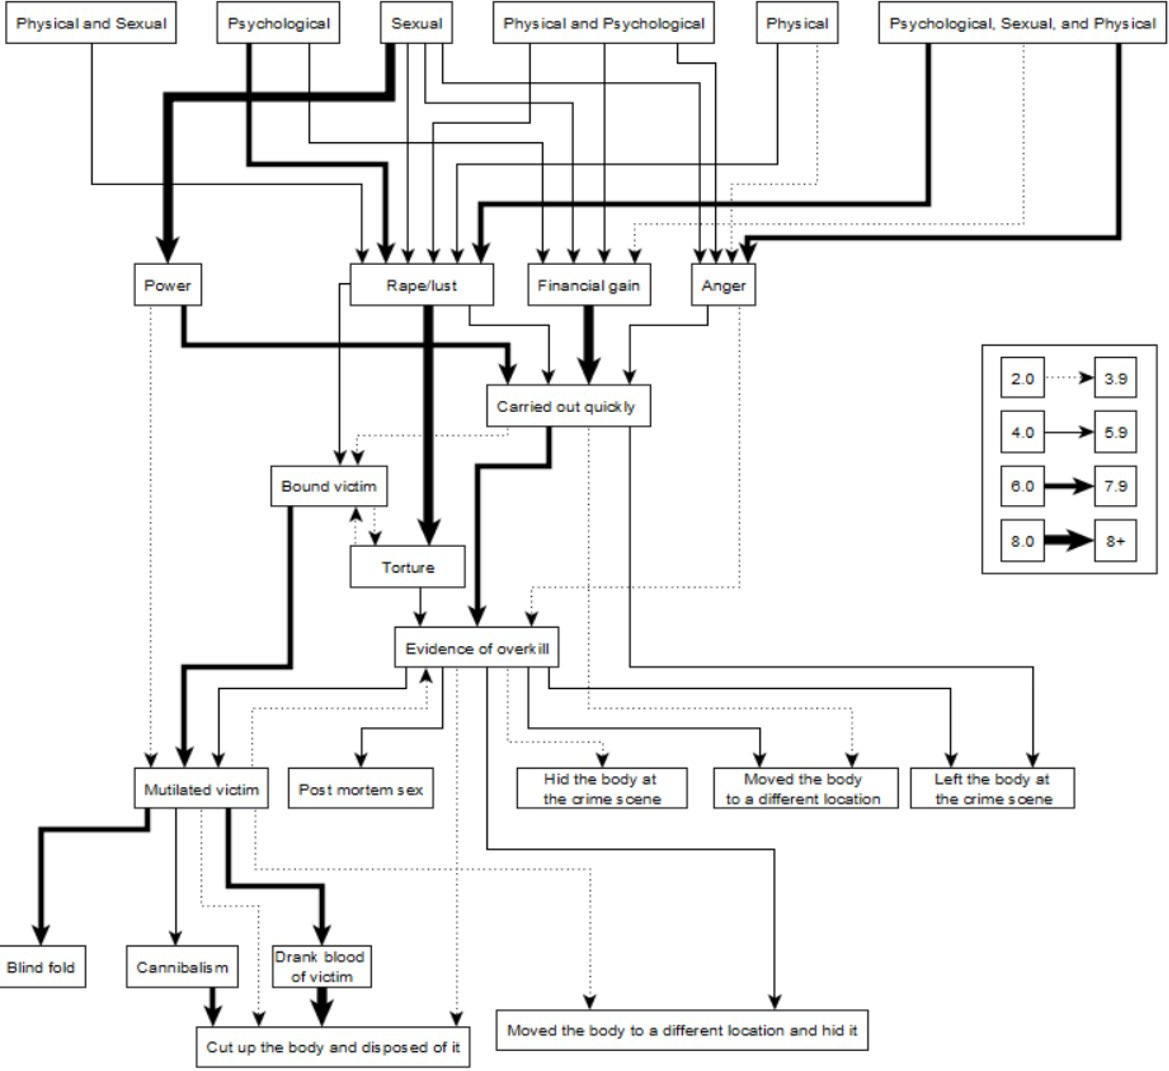 Physical and Sexual
Psychological
Sexual
Physical and Psychological
Physical
Psychological, Sexual, and Physical
Power
Rape/lust
Financial gain
Anger
2.0
3.9
Carried out quickly
4.0
5.9
Bound victim
6.0
7.9
8.0
8+
Torture
Evidence of overkill
Mutilated victim
Post mortem sex
Hid the body at
the crime scene
Moved the body
to a different location
Left the body at
the crime scene
Blind fold
Cannibalism
Drank blood
of victim
Moved the body to a different location and hid it
Cut up the body and disposed of it